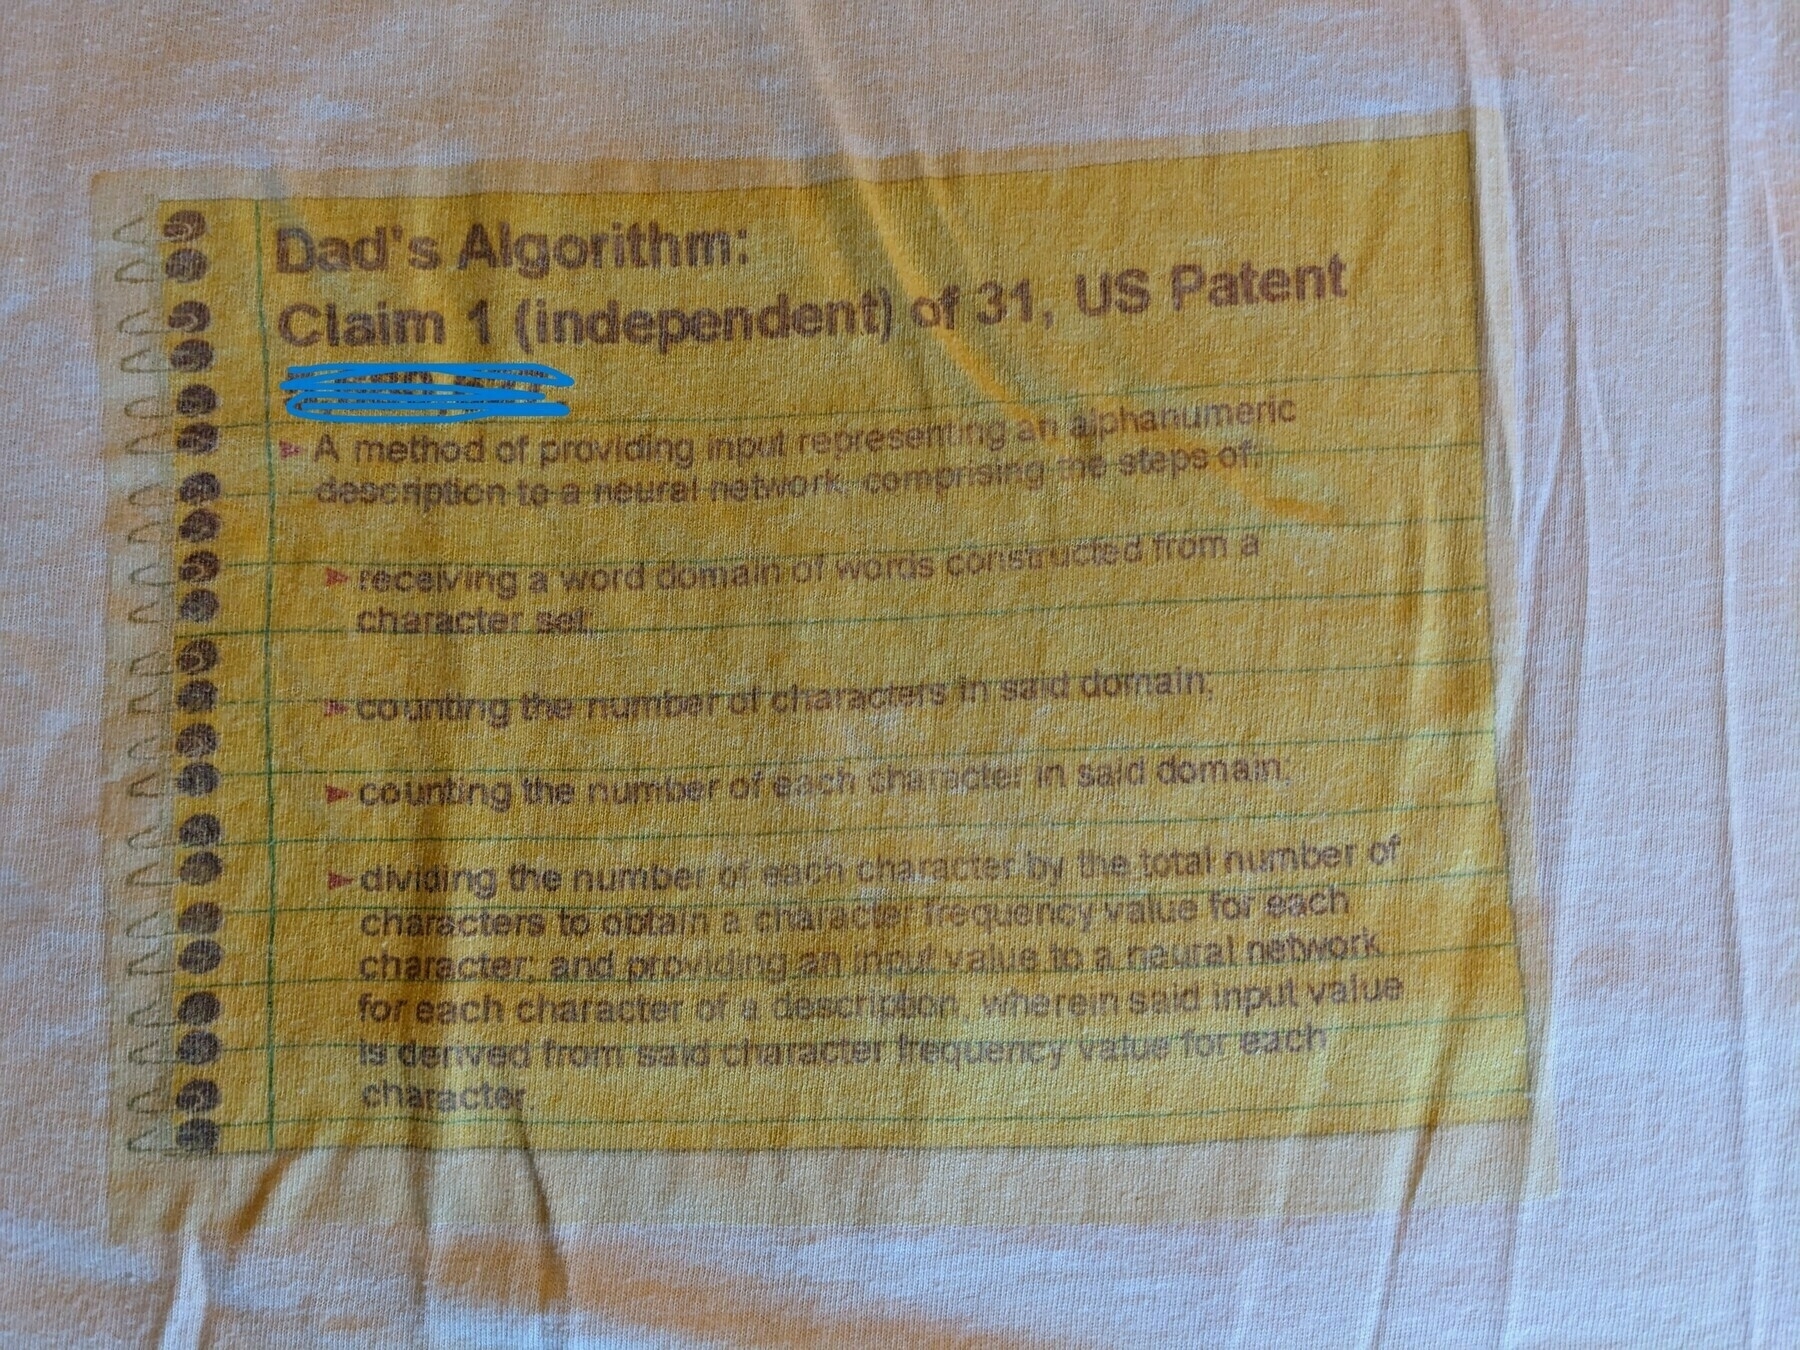 Dad's Algorithm:
Claim 1 (independent) of 31, US Patent
A method of providing input representing an alphanumeric
description to a neural network, comprising the steps of:
receiving a word domain of words constructed from a
character set;
counting the number of characters in said domain;
counting the number of each character in said domain;
dividing the number of each character by the total number of
characters to obtain a character frequency value for each
character; and providing an input value to a neural network
for each character of a description, wherein said input value
is derived from said character frequency value for each
character.